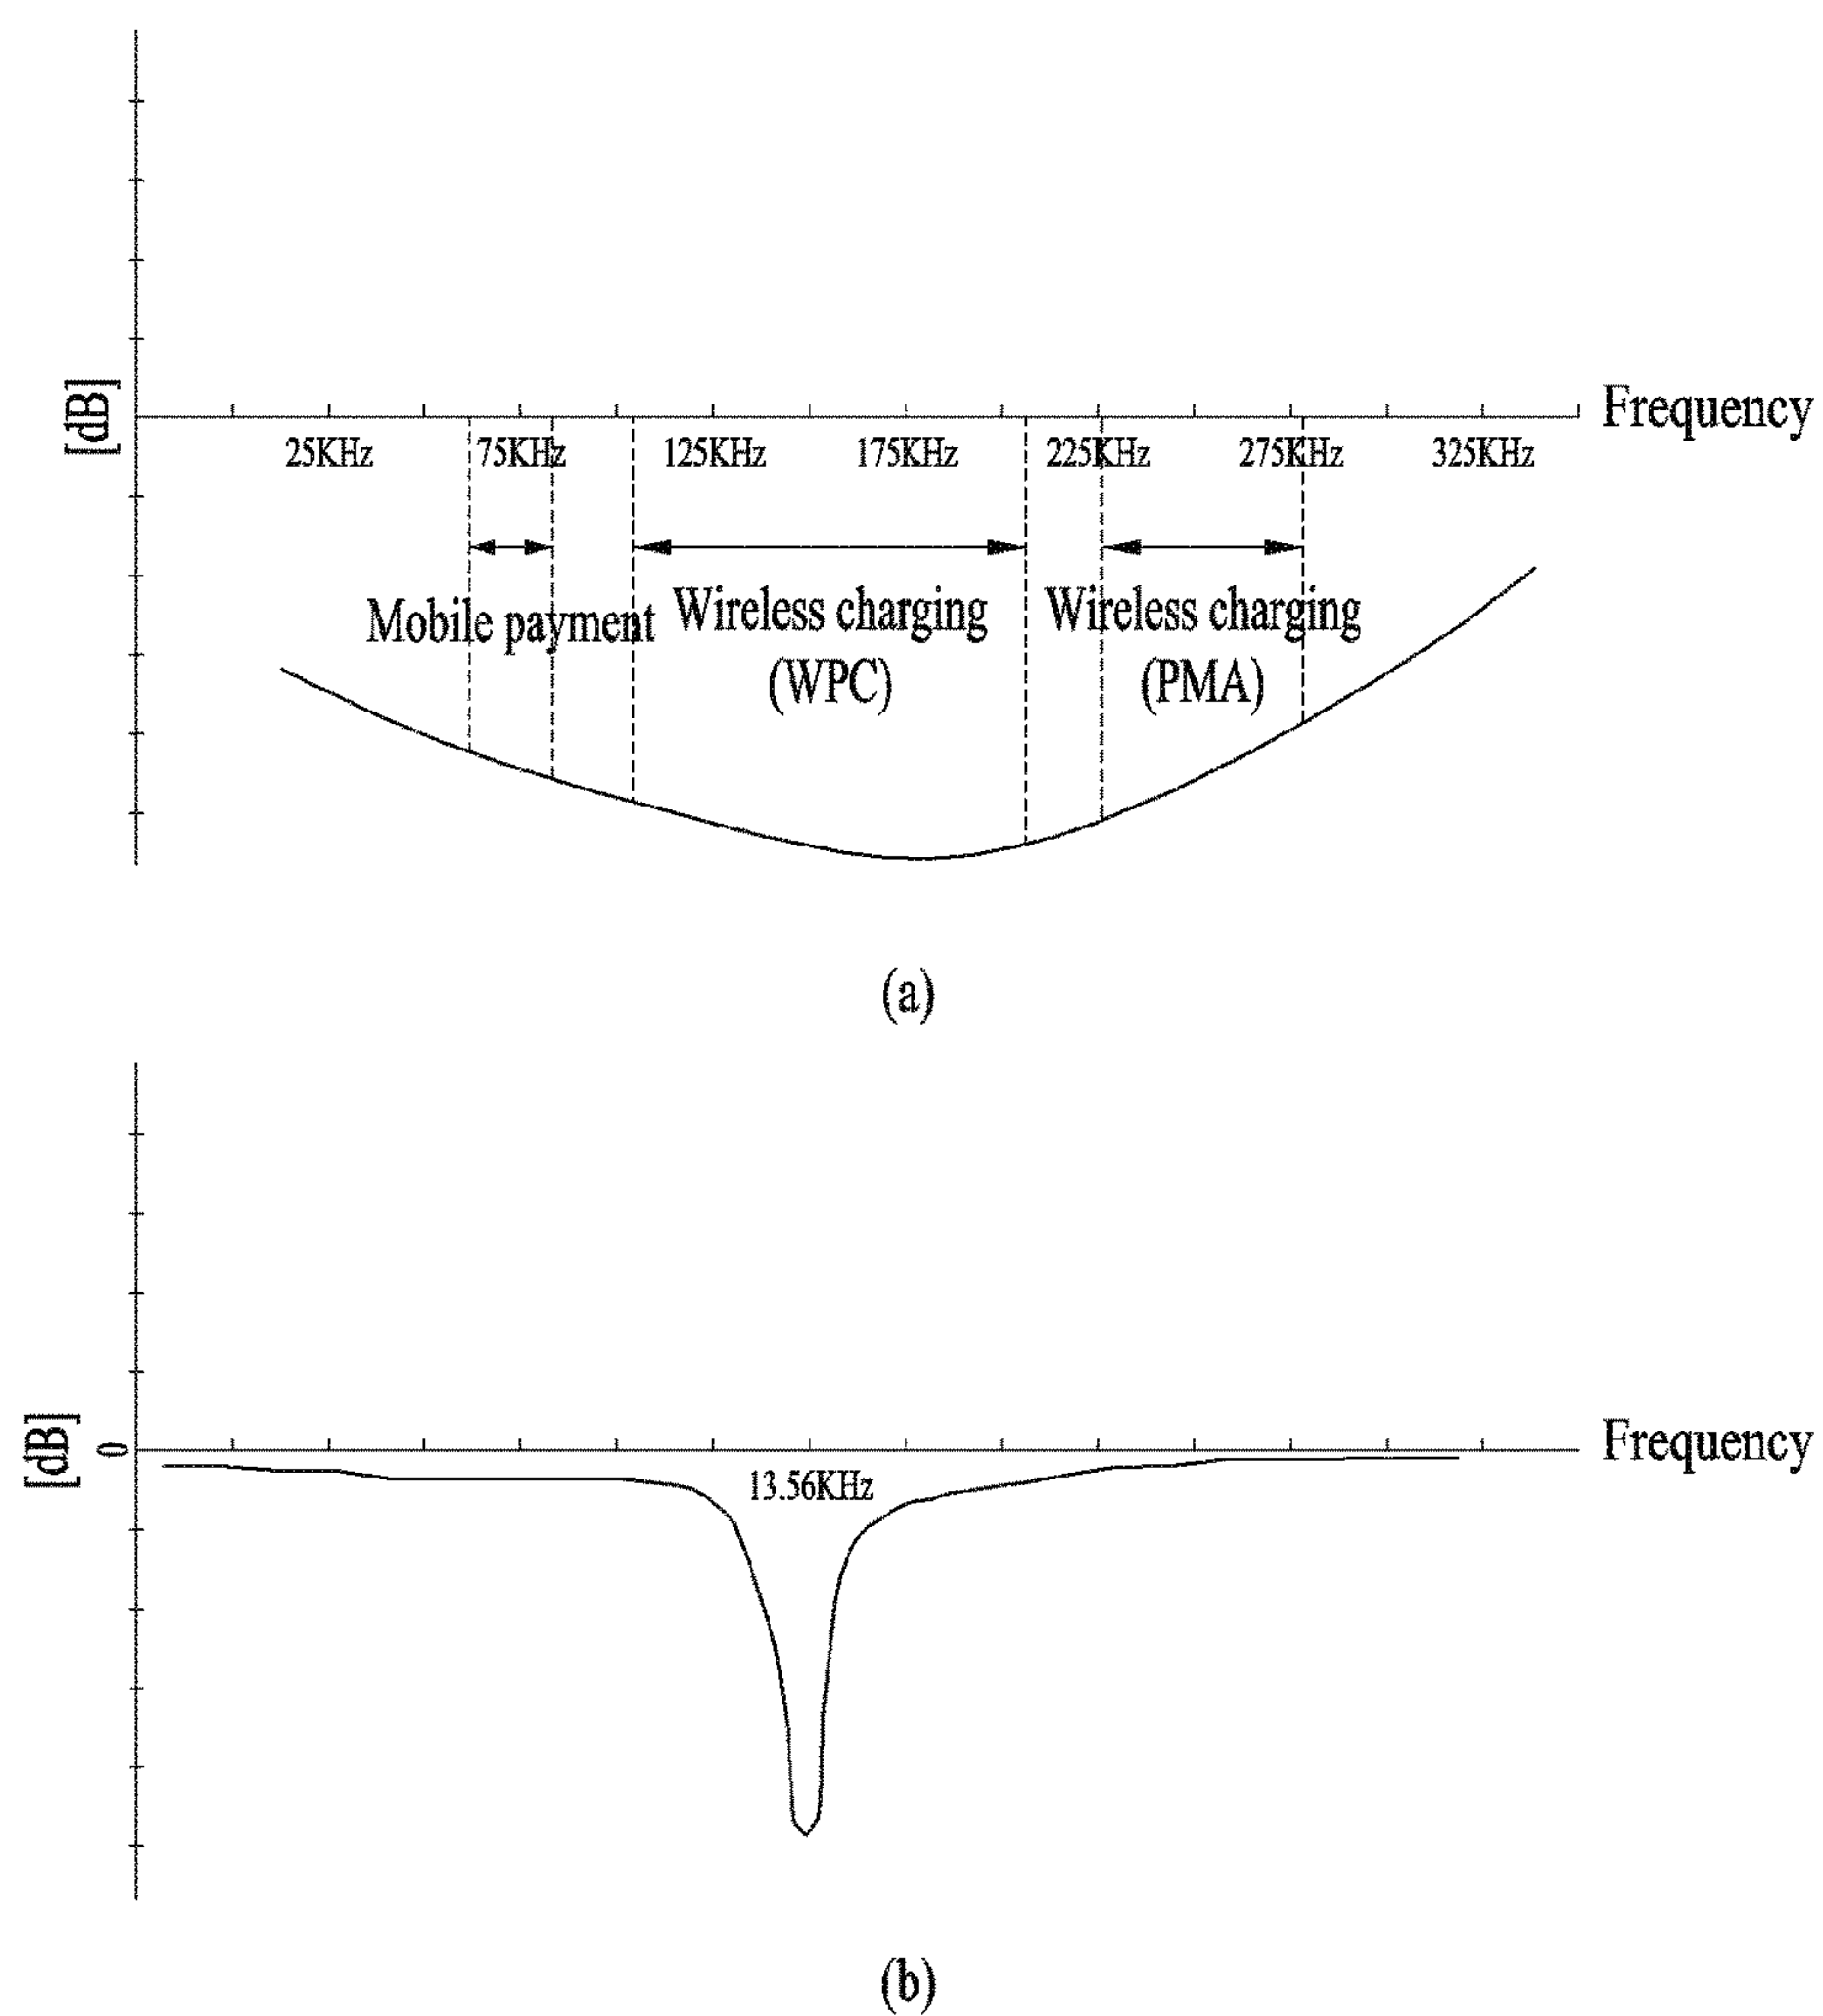 [dB]
Frequency
25KHz 75KHz 125KHz 175KHz 225KHz 275KHz 325KHz
Mobile payment Wireless charging Wireless charging
(WPC) (PMA)
(a)
[dB]
0
Frequency
13.56KHz
(b)